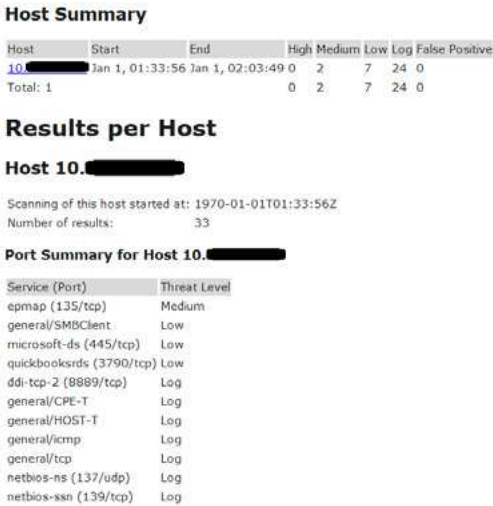 Host Summary
Host Start End High Medium Low Log False Positive
10. Jan 1, 01:33:56 Jan 1, 02:03:49 0 2 7 24 0
Total: 1 0 2 7 24 0
Results per Host
Host 10.
Scanning of this host started at: 1970-01-01T01:33:56Z
Number of results: 33
Port Summary for Host 10.
Service (Port) Threat Level
epmap (135/tcp) Medium
general/SMBClient Low
microsoft-ds (445/tcp) Low
quickbooksrds (3790/tcp) Low
ddi-tcp-2 (8889/tcp) Log
general/CPE-T Log
general/HOST-T Log
general/icmp Log
general/tcp Log
netbios-ns (137/udp) Log
netbios-ssn (139/tcp) Log